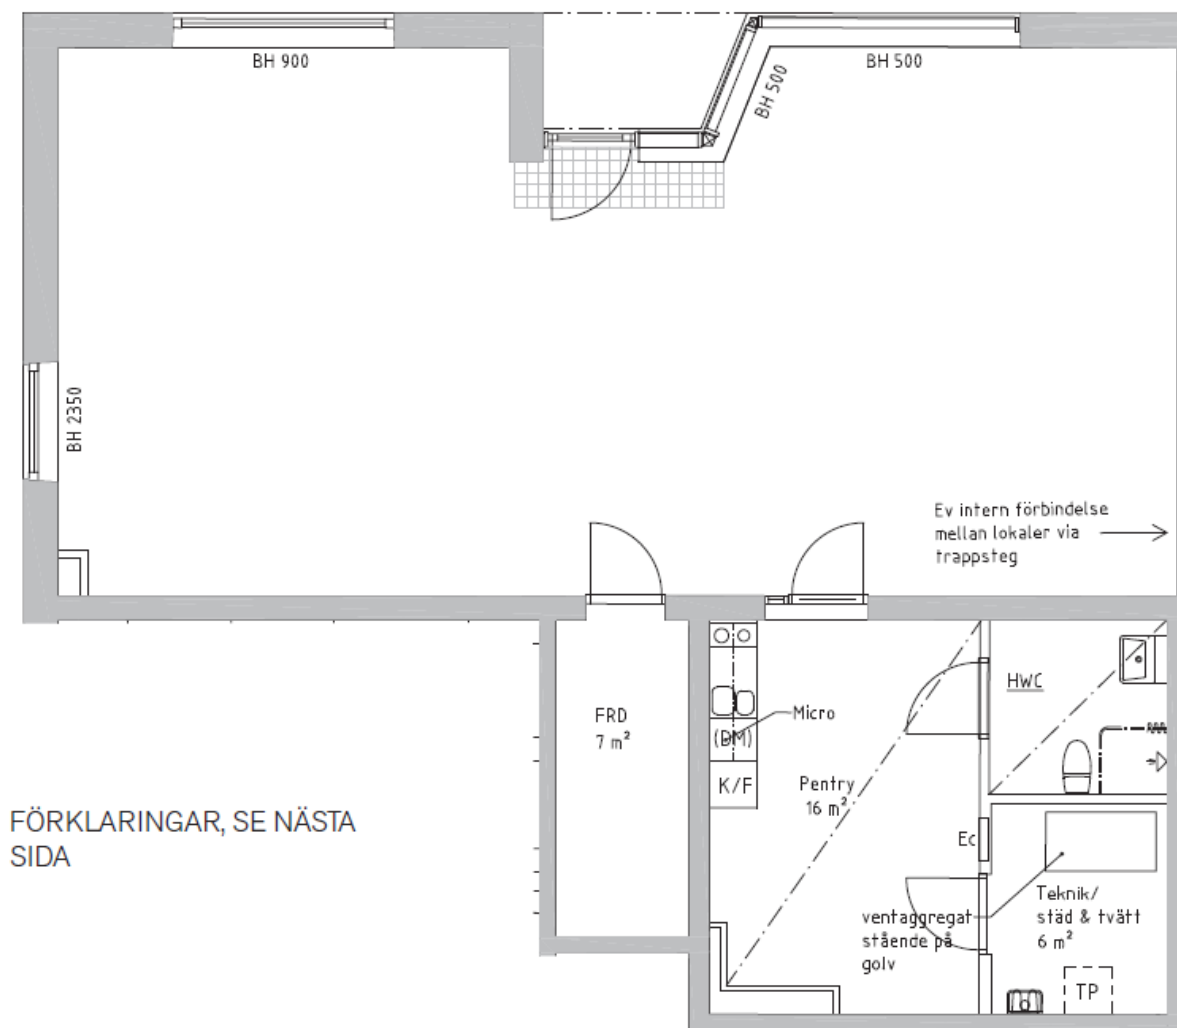 BH 900
BH 500
BH 500
BH 2350
Ev intern förbindelse
mellan lokaler via
trappsteg
FRD
7 m²
Micro
(DM)
K/F
Pentry
16 m²
HWC
Ec
Teknik/
städ & tvätt
6 m²
ventaggregat
stående på
golv
TP
FÖRKLARINGAR, SE NÄSTA
SIDA